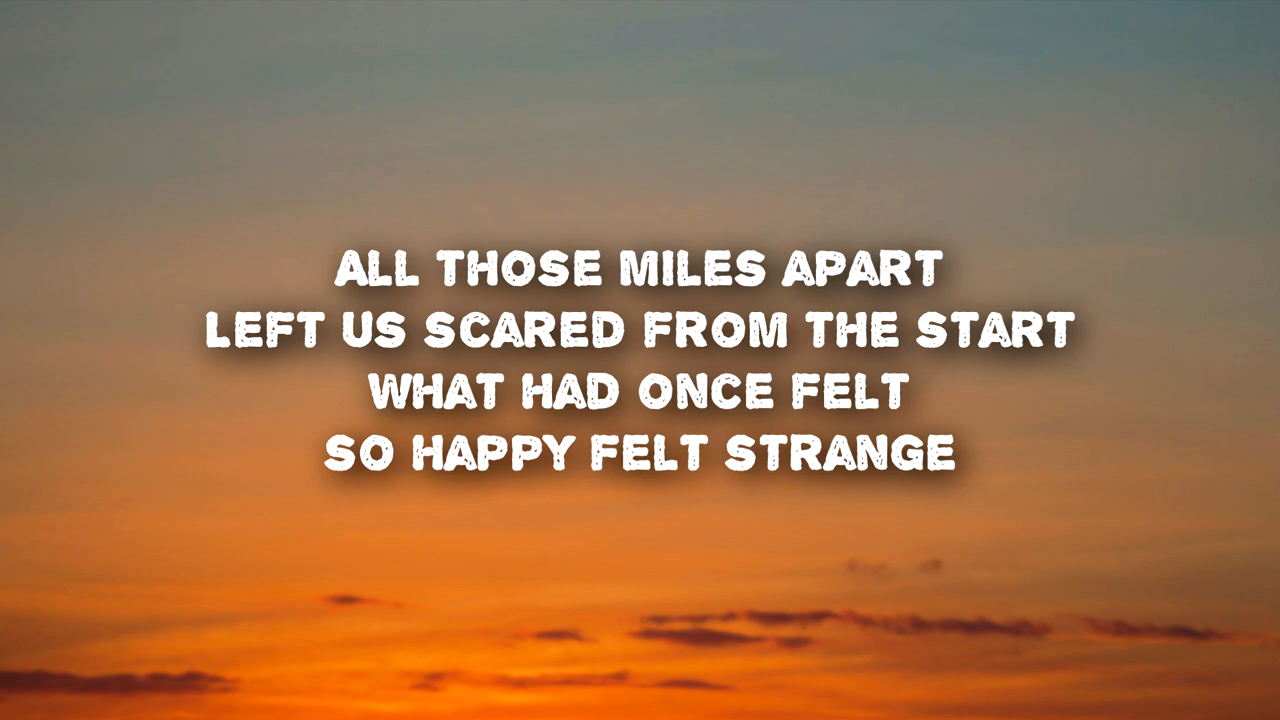 ALL THOSE MILES APART
LEFT US SCARED FROM THE START
WHAT HAD ONCE FELT
SO HAPPY FELT STRANGE